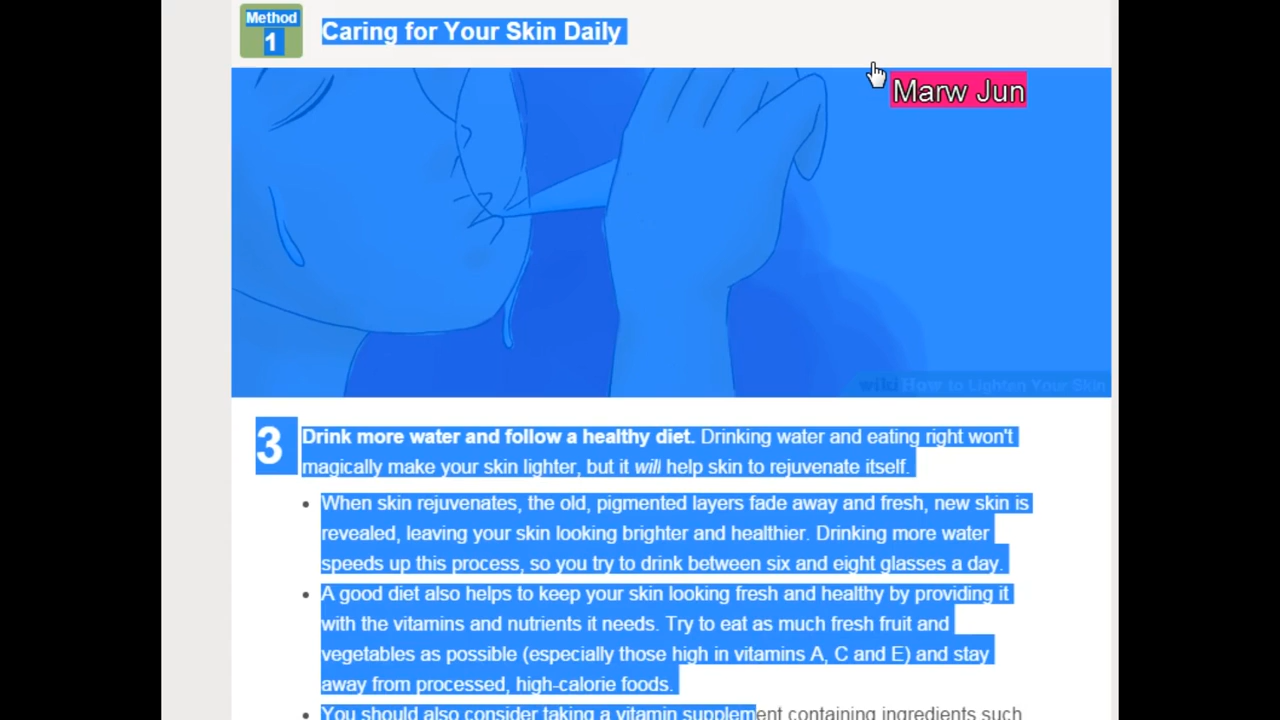 Method
1
Caring for Your Skin Daily
Marw Jun
wikiHow to Lighten Your Skin
3
Drink more water and follow a healthy diet. Drinking water and eating right won't
magically make your skin lighter, but it will help skin to rejuvenate itself.
When skin rejuvenates, the old, pigmented layers fade away and fresh, new skin is
revealed, leaving your skin looking brighter and healthier. Drinking more water
speeds up this process, so you try to drink between six and eight glasses a day.
A good diet also helps to keep your skin looking fresh and healthy by providing it
with the vitamins and nutrients it needs. Try to eat as much fresh fruit and
vegetables as possible (especially those high in vitamins A, C and E) and stay
away from processed, high-calorie foods.
You should also consider taking a vitamin supplement containing ingredients such